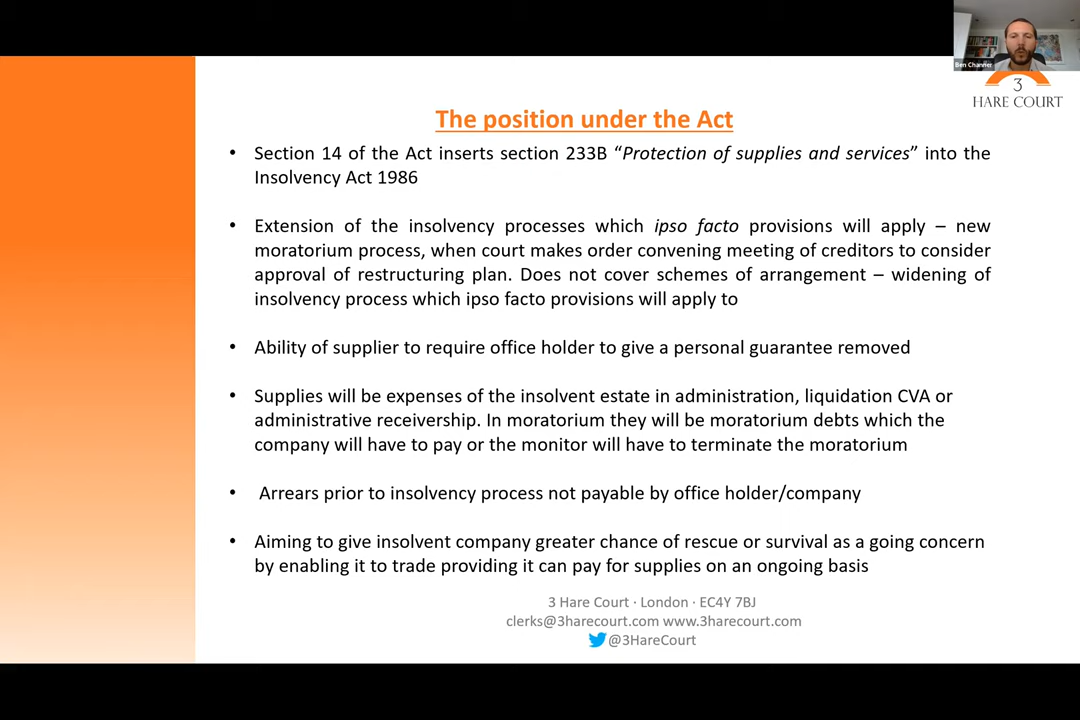 Ben Channer
3
HARE COURT
The position under the Act
• Section 14 of the Act inserts section 233B “Protection of supplies and services” into the
Insolvency Act 1986
• Extension of the insolvency processes which ipso facto provisions will apply – new
moratorium process, when court makes order convening meeting of creditors to consider
approval of restructuring plan. Does not cover schemes of arrangement – widening of
insolvency process which ipso facto provisions will apply to
• Ability of supplier to require office holder to give a personal guarantee removed
• Supplies will be expenses of the insolvent estate in administration, liquidation CVA or
administrative receivership. In moratorium they will be moratorium debts which the
company will have to pay or the monitor will have to terminate the moratorium
• Arrears prior to insolvency process not payable by office holder/company
• Aiming to give insolvent company greater chance of rescue or survival as a going concern
by enabling it to trade providing it can pay for supplies on an ongoing basis
3 Hare Court · London · EC4Y 7BJ
clerks@3harecourt.com www.3harecourt.com
@3HareCourt